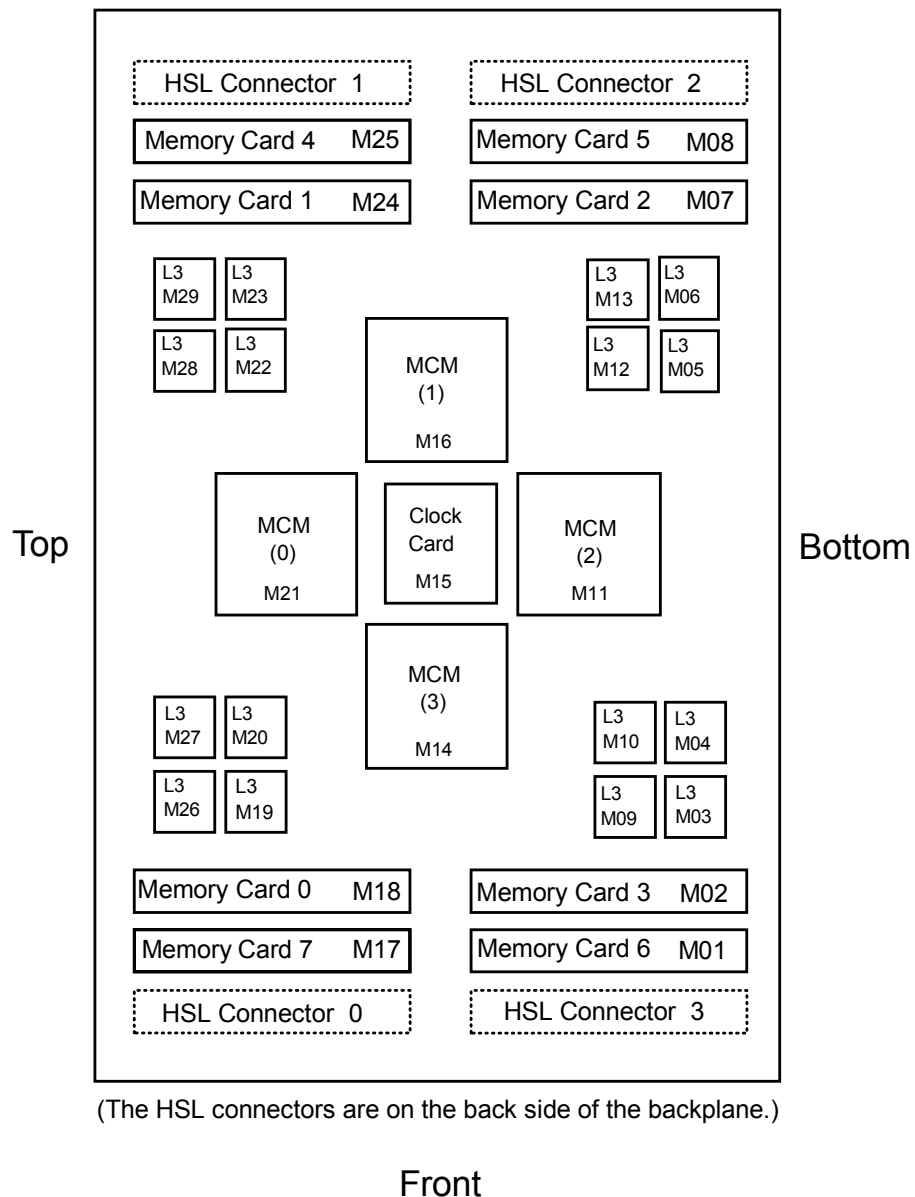 HSL Connector 1
HSL Connector 2
Memory Card 4 M25
Memory Card 5 M08
Memory Card 1 M24
Memory Card 2 M07
L3
M29
L3
M23
L3
M13
L3
M06
L3
M28
L3
M22
L3
M12
L3
M05
MCM
(1)
M16
Top
MCM
(0)
M21
Clock
Card
M15
MCM
(2)
M11
Bottom
MCM
(3)
M14
L3
M27
L3
M20
L3
M10
L3
M04
L3
M26
L3
M19
L3
M09
L3
M03
Memory Card 0 M18
Memory Card 3 M02
Memory Card 7 M17
Memory Card 6 M01
HSL Connector 0
HSL Connector 3
(The HSL connectors are on the back side of the backplane.)
Front